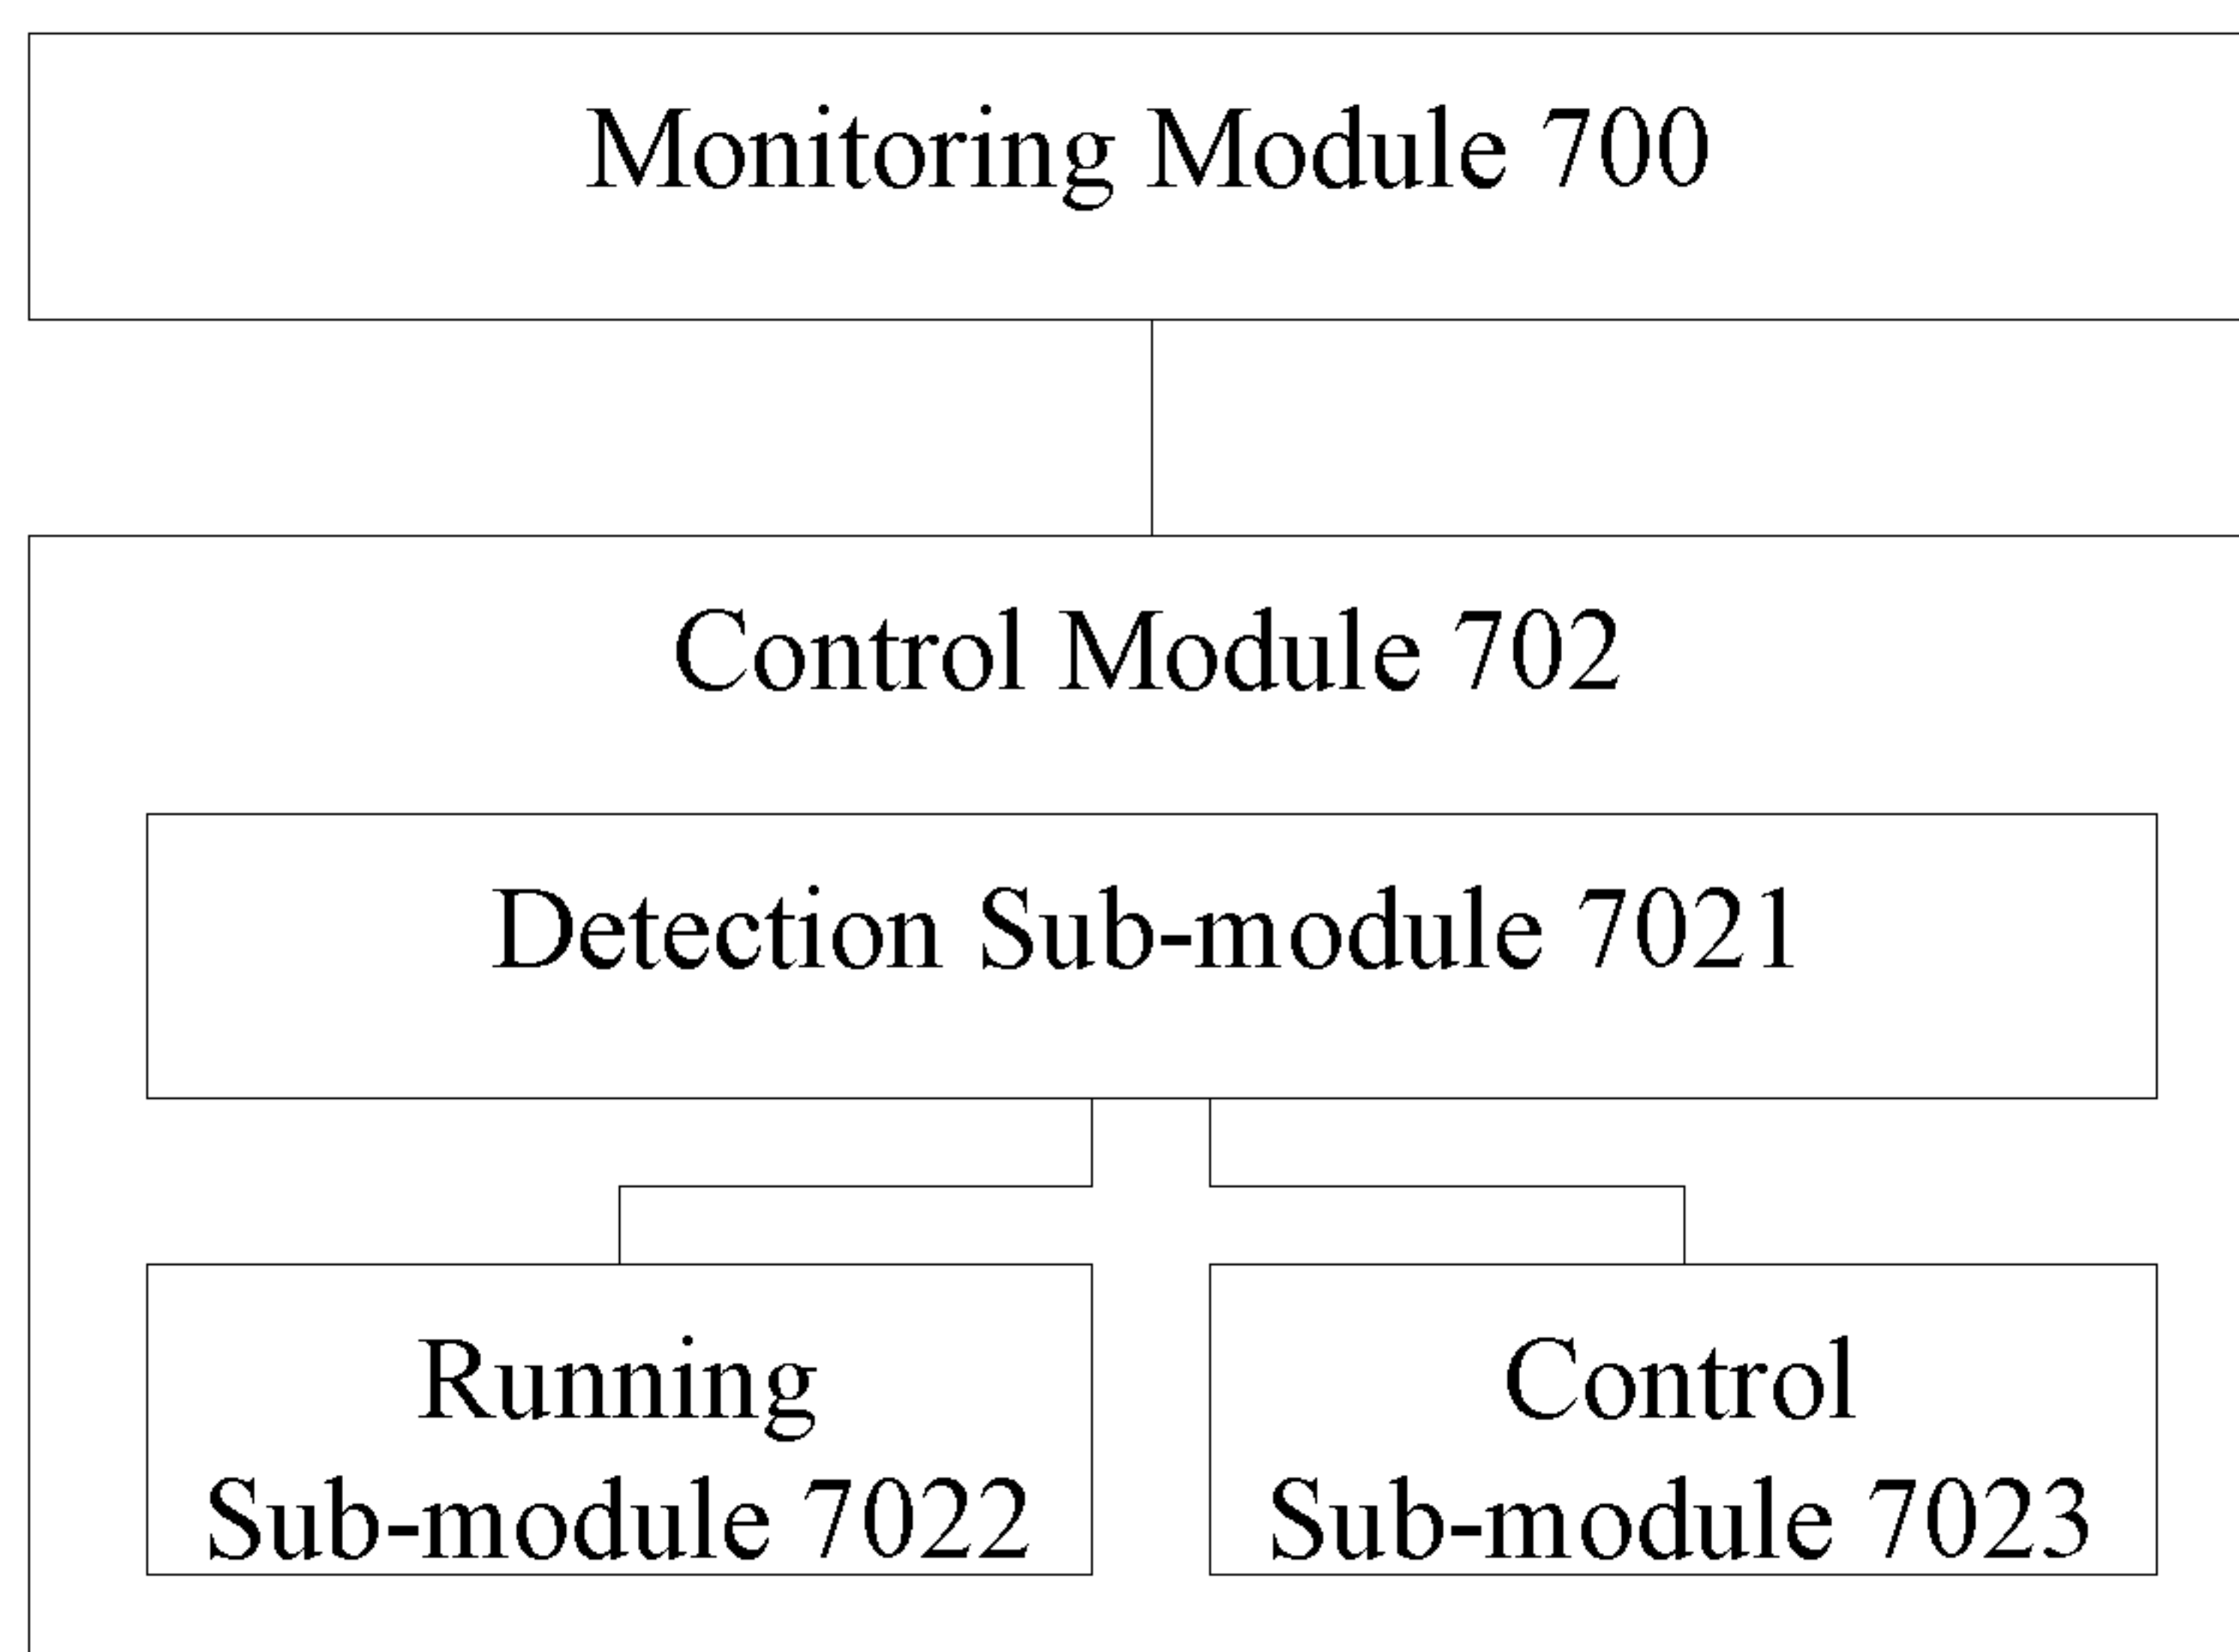 Monitoring Module 700
Control Module 702
Detection Sub-module 7021
Running
Sub-module 7022
Control
Sub-module 7023